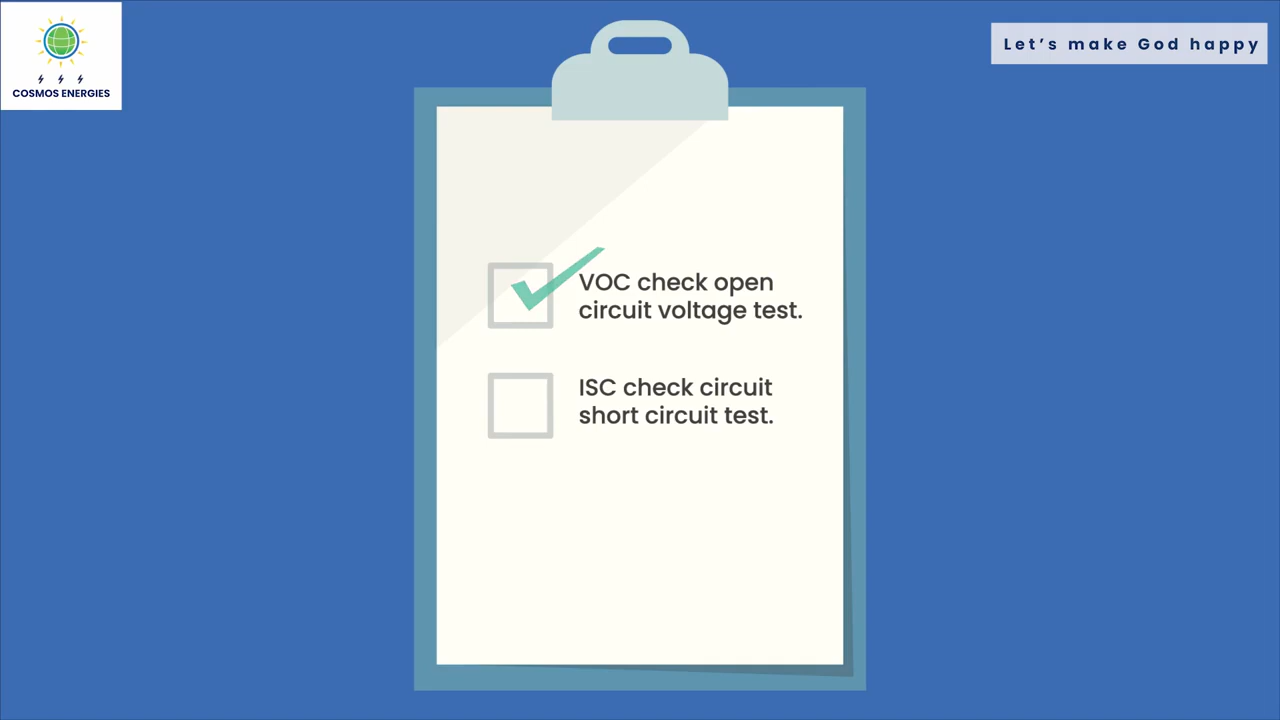 COSMOS ENERGIES
Let's make God happy
VOC check open
circuit voltage test.
ISC check circuit
short circuit test.